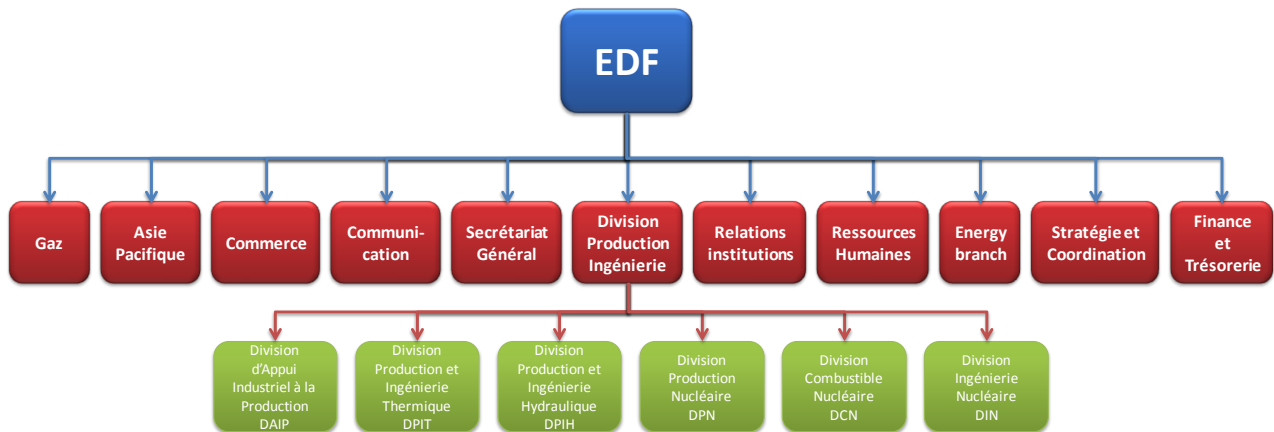 EDF
Gaz
Asie
Pacifique
Commerce
Communi-
cation
Secrétariat
Général
Division
Production
Ingénierie
Relations
institutions
Ressources
Humaines
Energy
branch
Stratégie et
Coordination
Finance
et
Trésorerie
Division
d'Appui
Industriel à la
Production
DAIP
Division
Production et
Ingénierie
Thermique
DPIT
Division
Production et
Ingénierie
Hydraulique
DPIH
Division
Production
Nucléaire
DPN
Division
Combustible
Nucléaire
DCN
Division
Ingénierie
Nucléaire
DIN